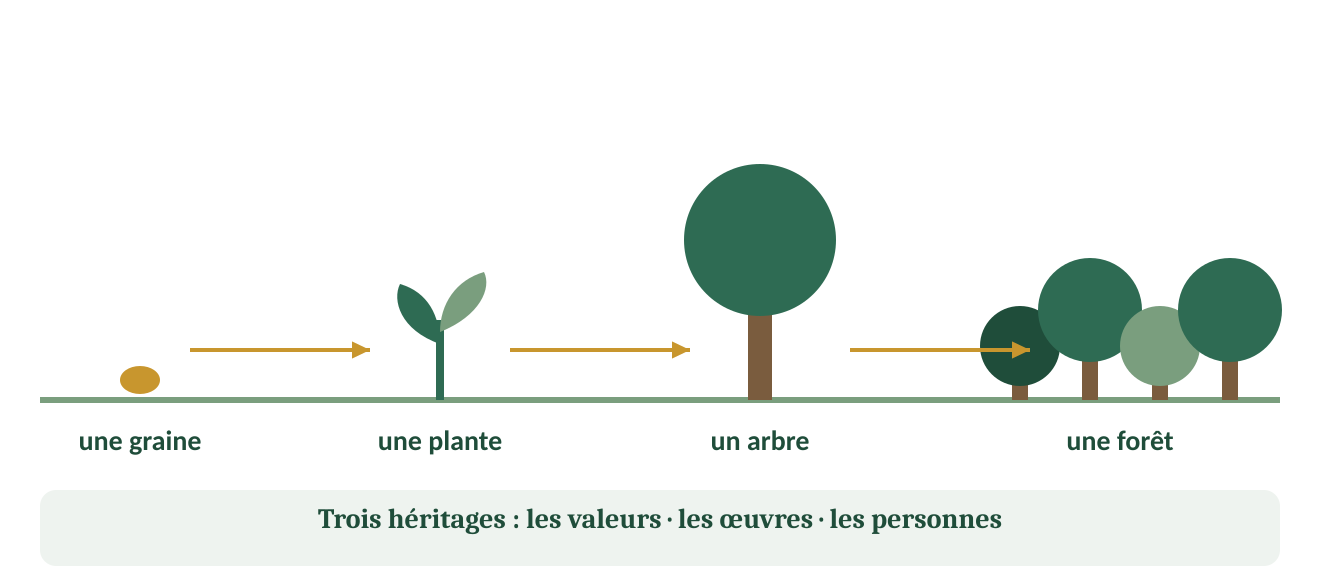 une graine
une plante
un arbre
une forêt
Trois héritages : les valeurs · les œuvres · les personnes